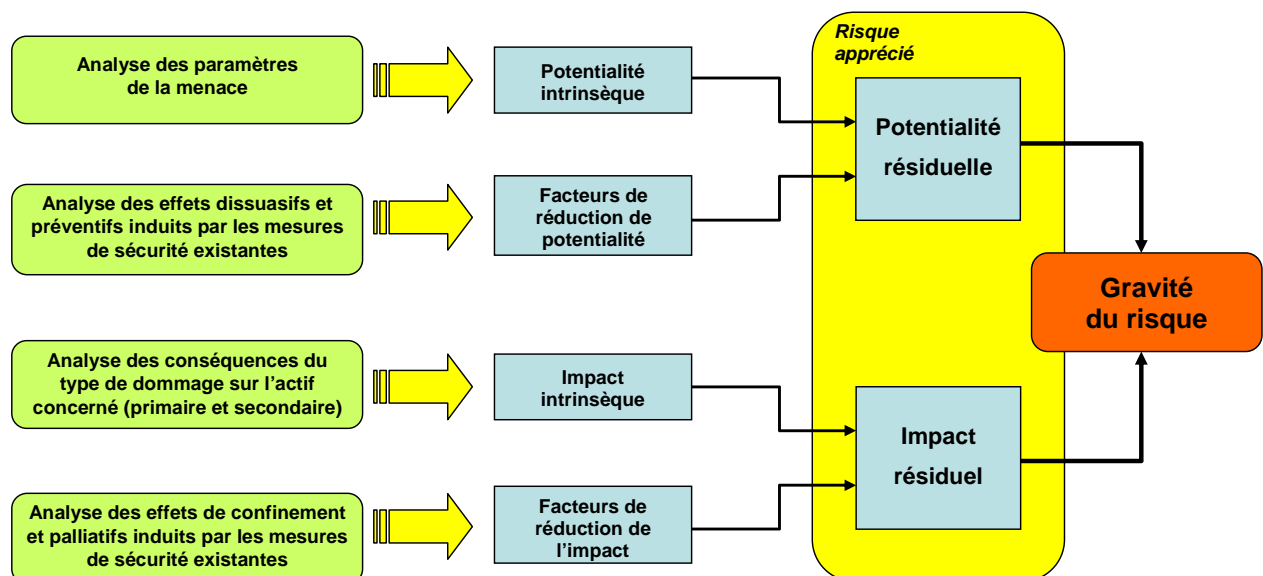 Analyse des paramètres
de la menace
Potentialité
intrinsèque
Risque
apprécié
Potentialité
résiduelle
Analyse des effets dissuasifs et
préventifs induits par les mesures
de sécurité existantes
Facteurs de
réduction de
potentialité
Gravité
du risque
Analyse des conséquences du
type de dommage sur l’actif
concerné (primaire et secondaire)
Impact
intrinsèque
Impact
résiduel
Analyse des effets de confinement
et palliatifs induits par les mesures
de sécurité existantes
Facteurs de
réduction de
l’impact